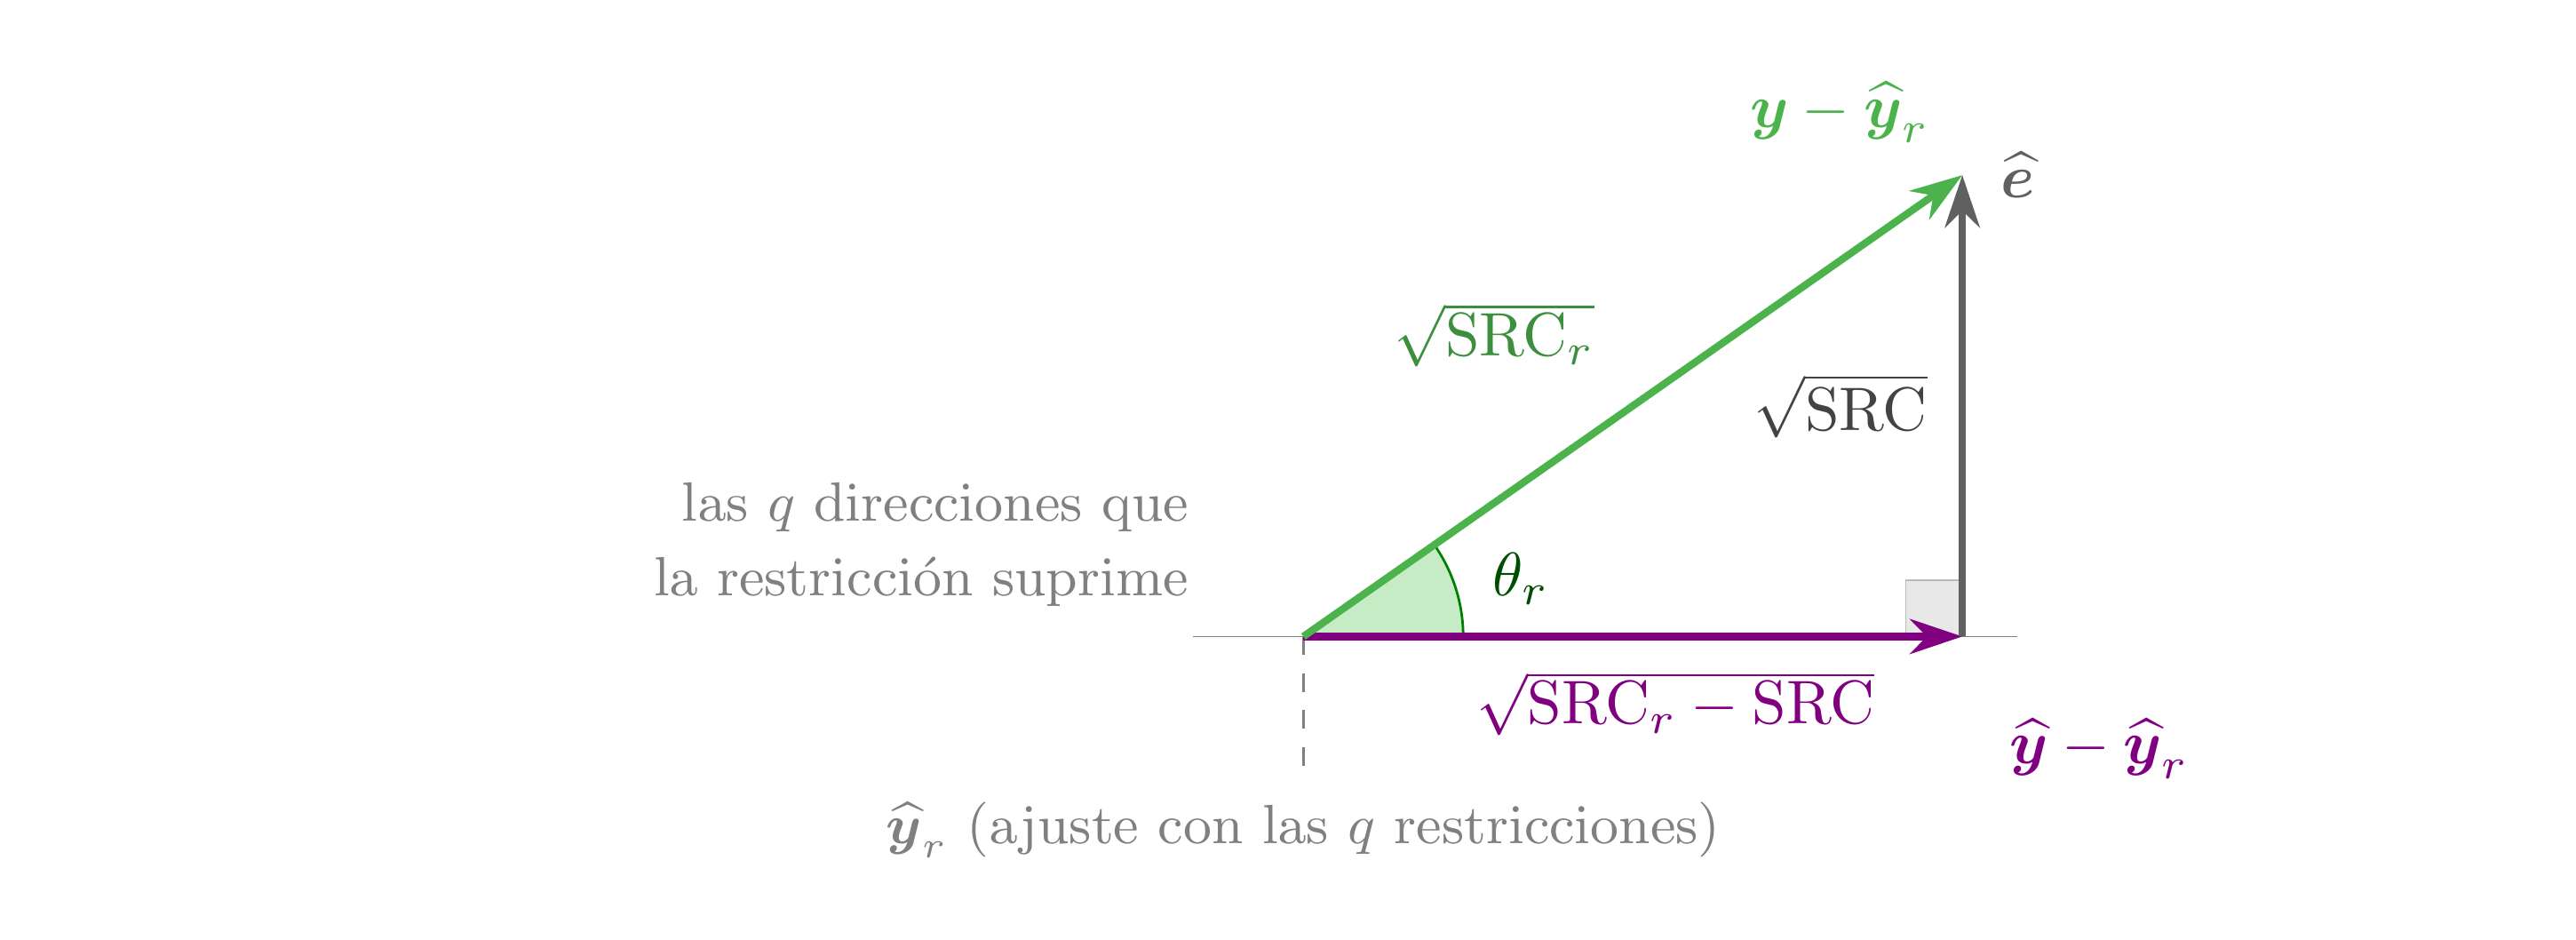 y − ŷ_r
ê
√SRC_r
√SRC
las q direcciones que
la restricción suprime
θ_r
√SRC_r − SRC
ŷ − ŷ_r
ŷ_r (ajuste con las q restricciones)